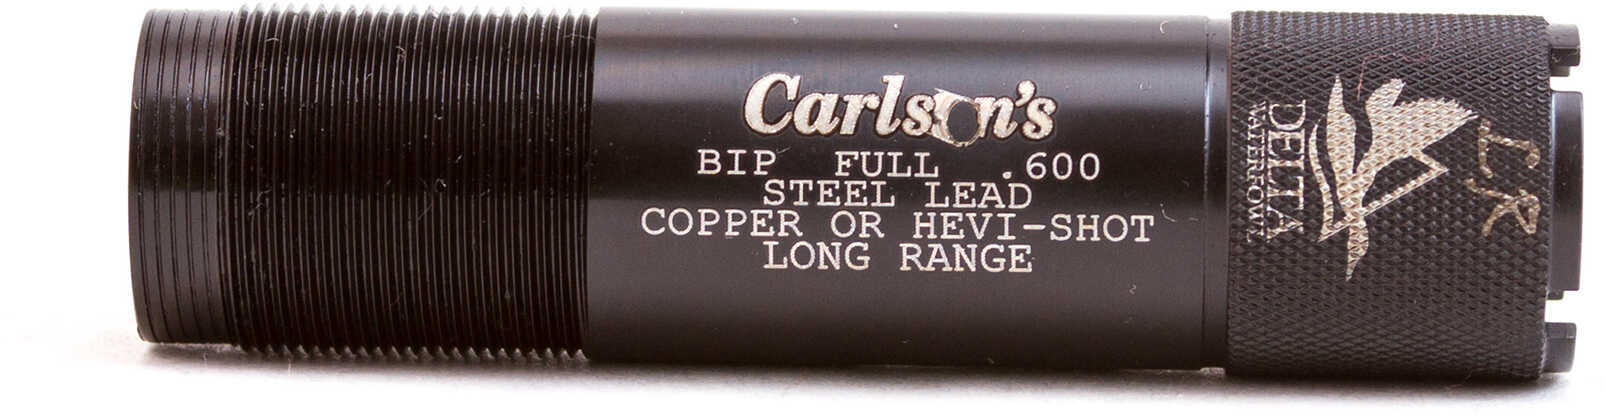 Carlson's
BIP FULL .600
STEEL LEAD
COPPER OR HEVI-SHOT
LONG RANGE
DELTA
WATERFOWL
LR